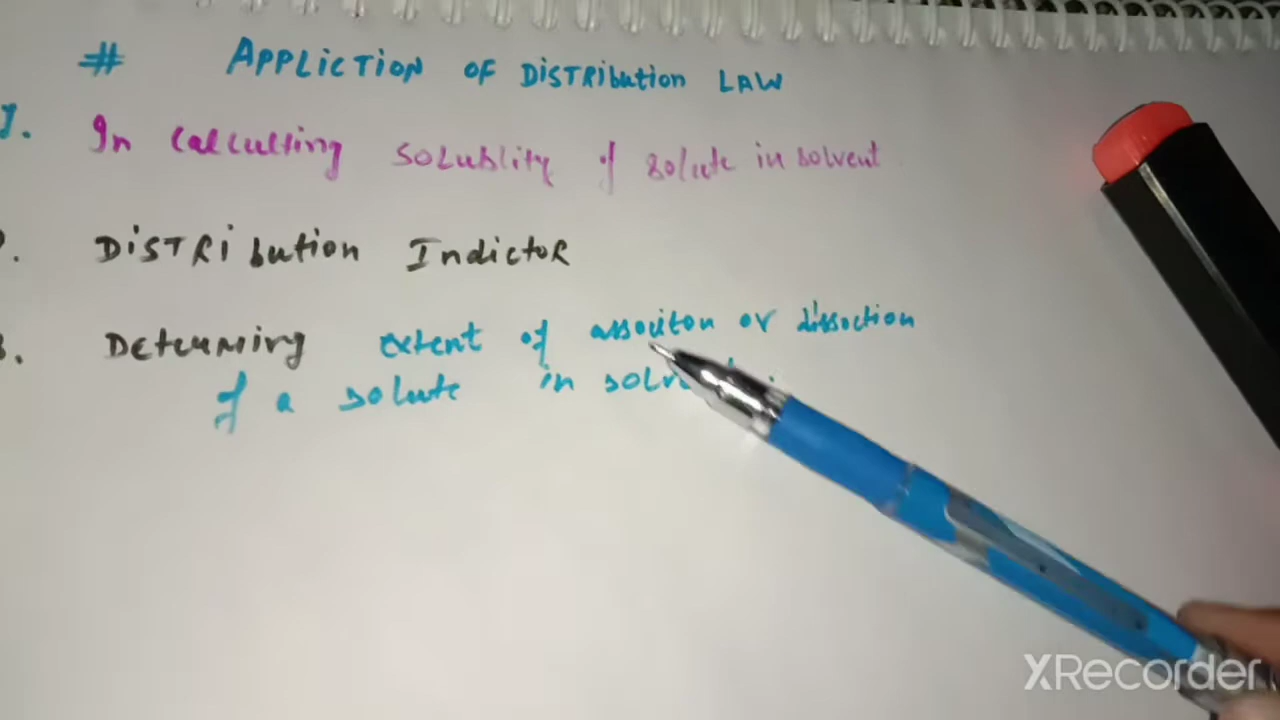 # APPLICTION OF DISTRIbution LAW
1. In calculting solublity of solute in solvent
DISTRIbution IndictoR
3. Determing extent of associton or dissoction
of a solute in
XRecorder